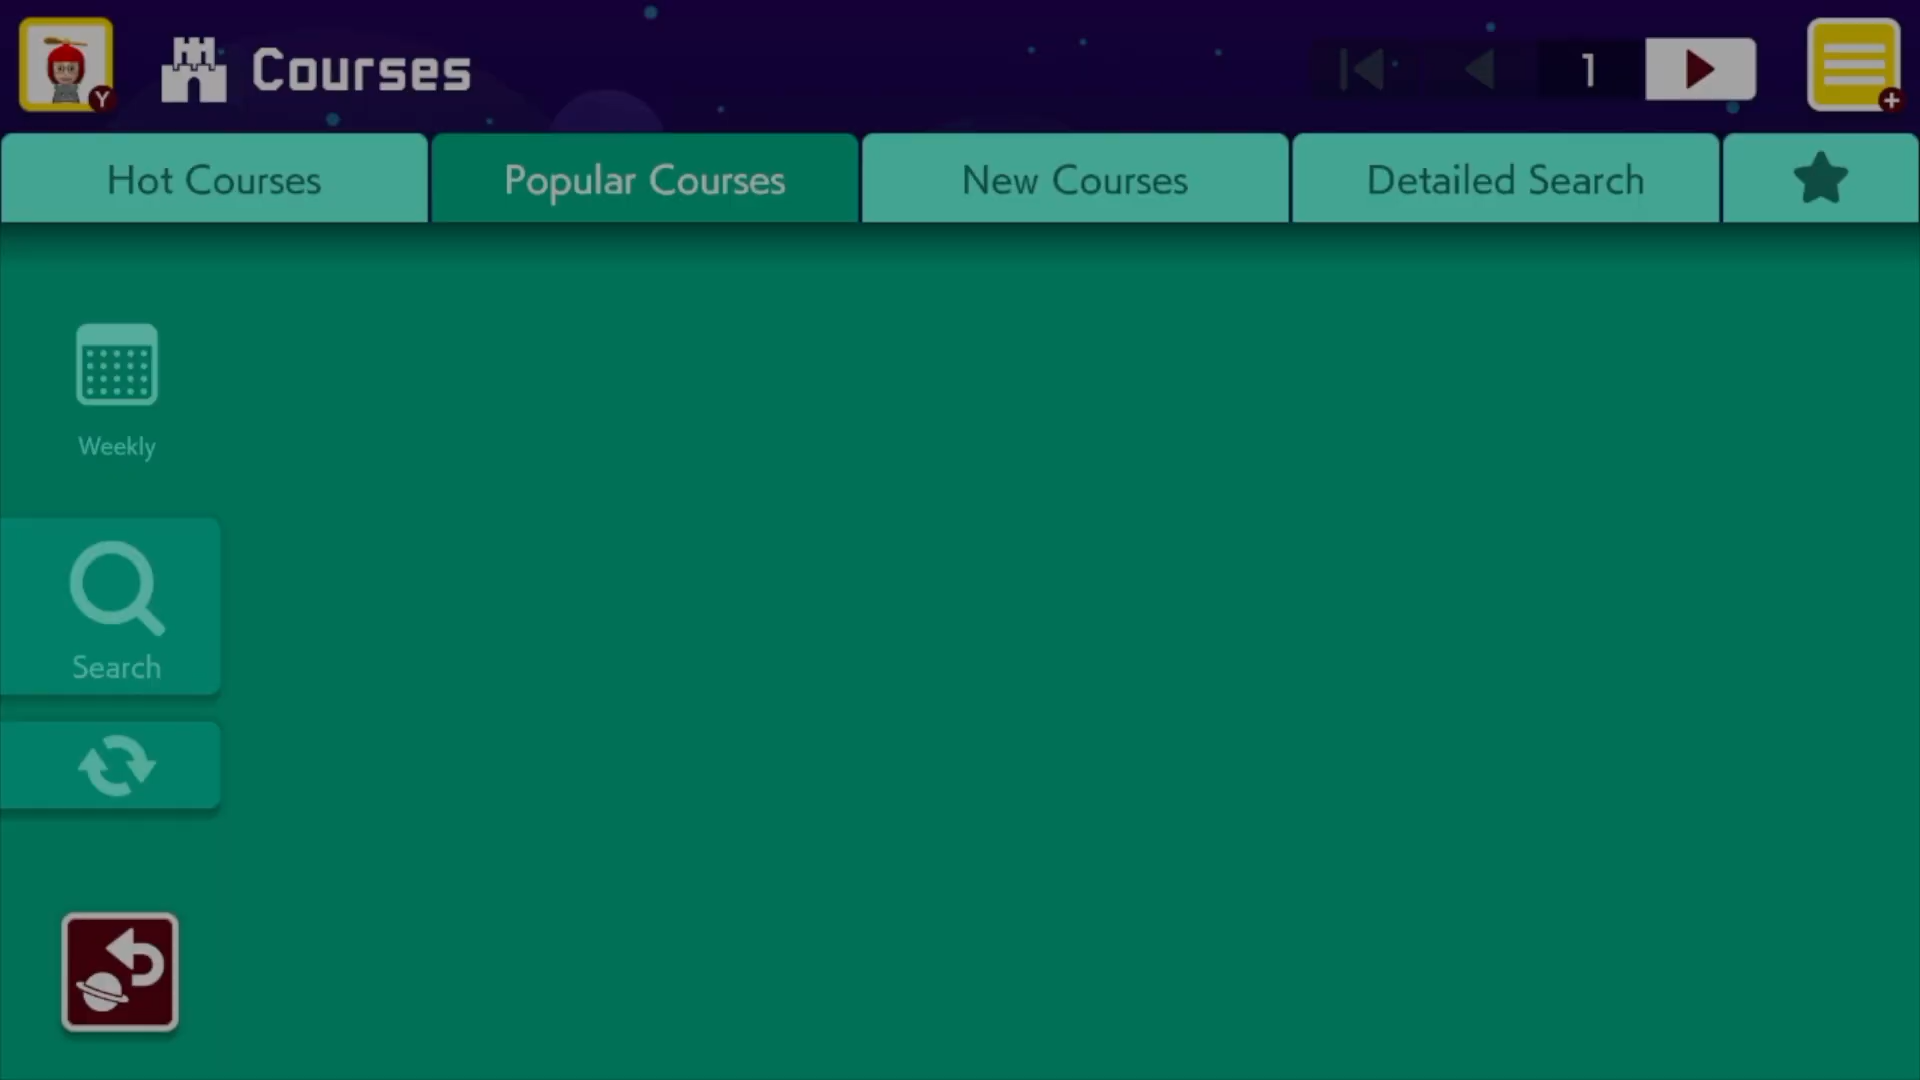 Y
Courses
1
+
Hot Courses
Popular Courses
New Courses
Detailed Search
Weekly
Search